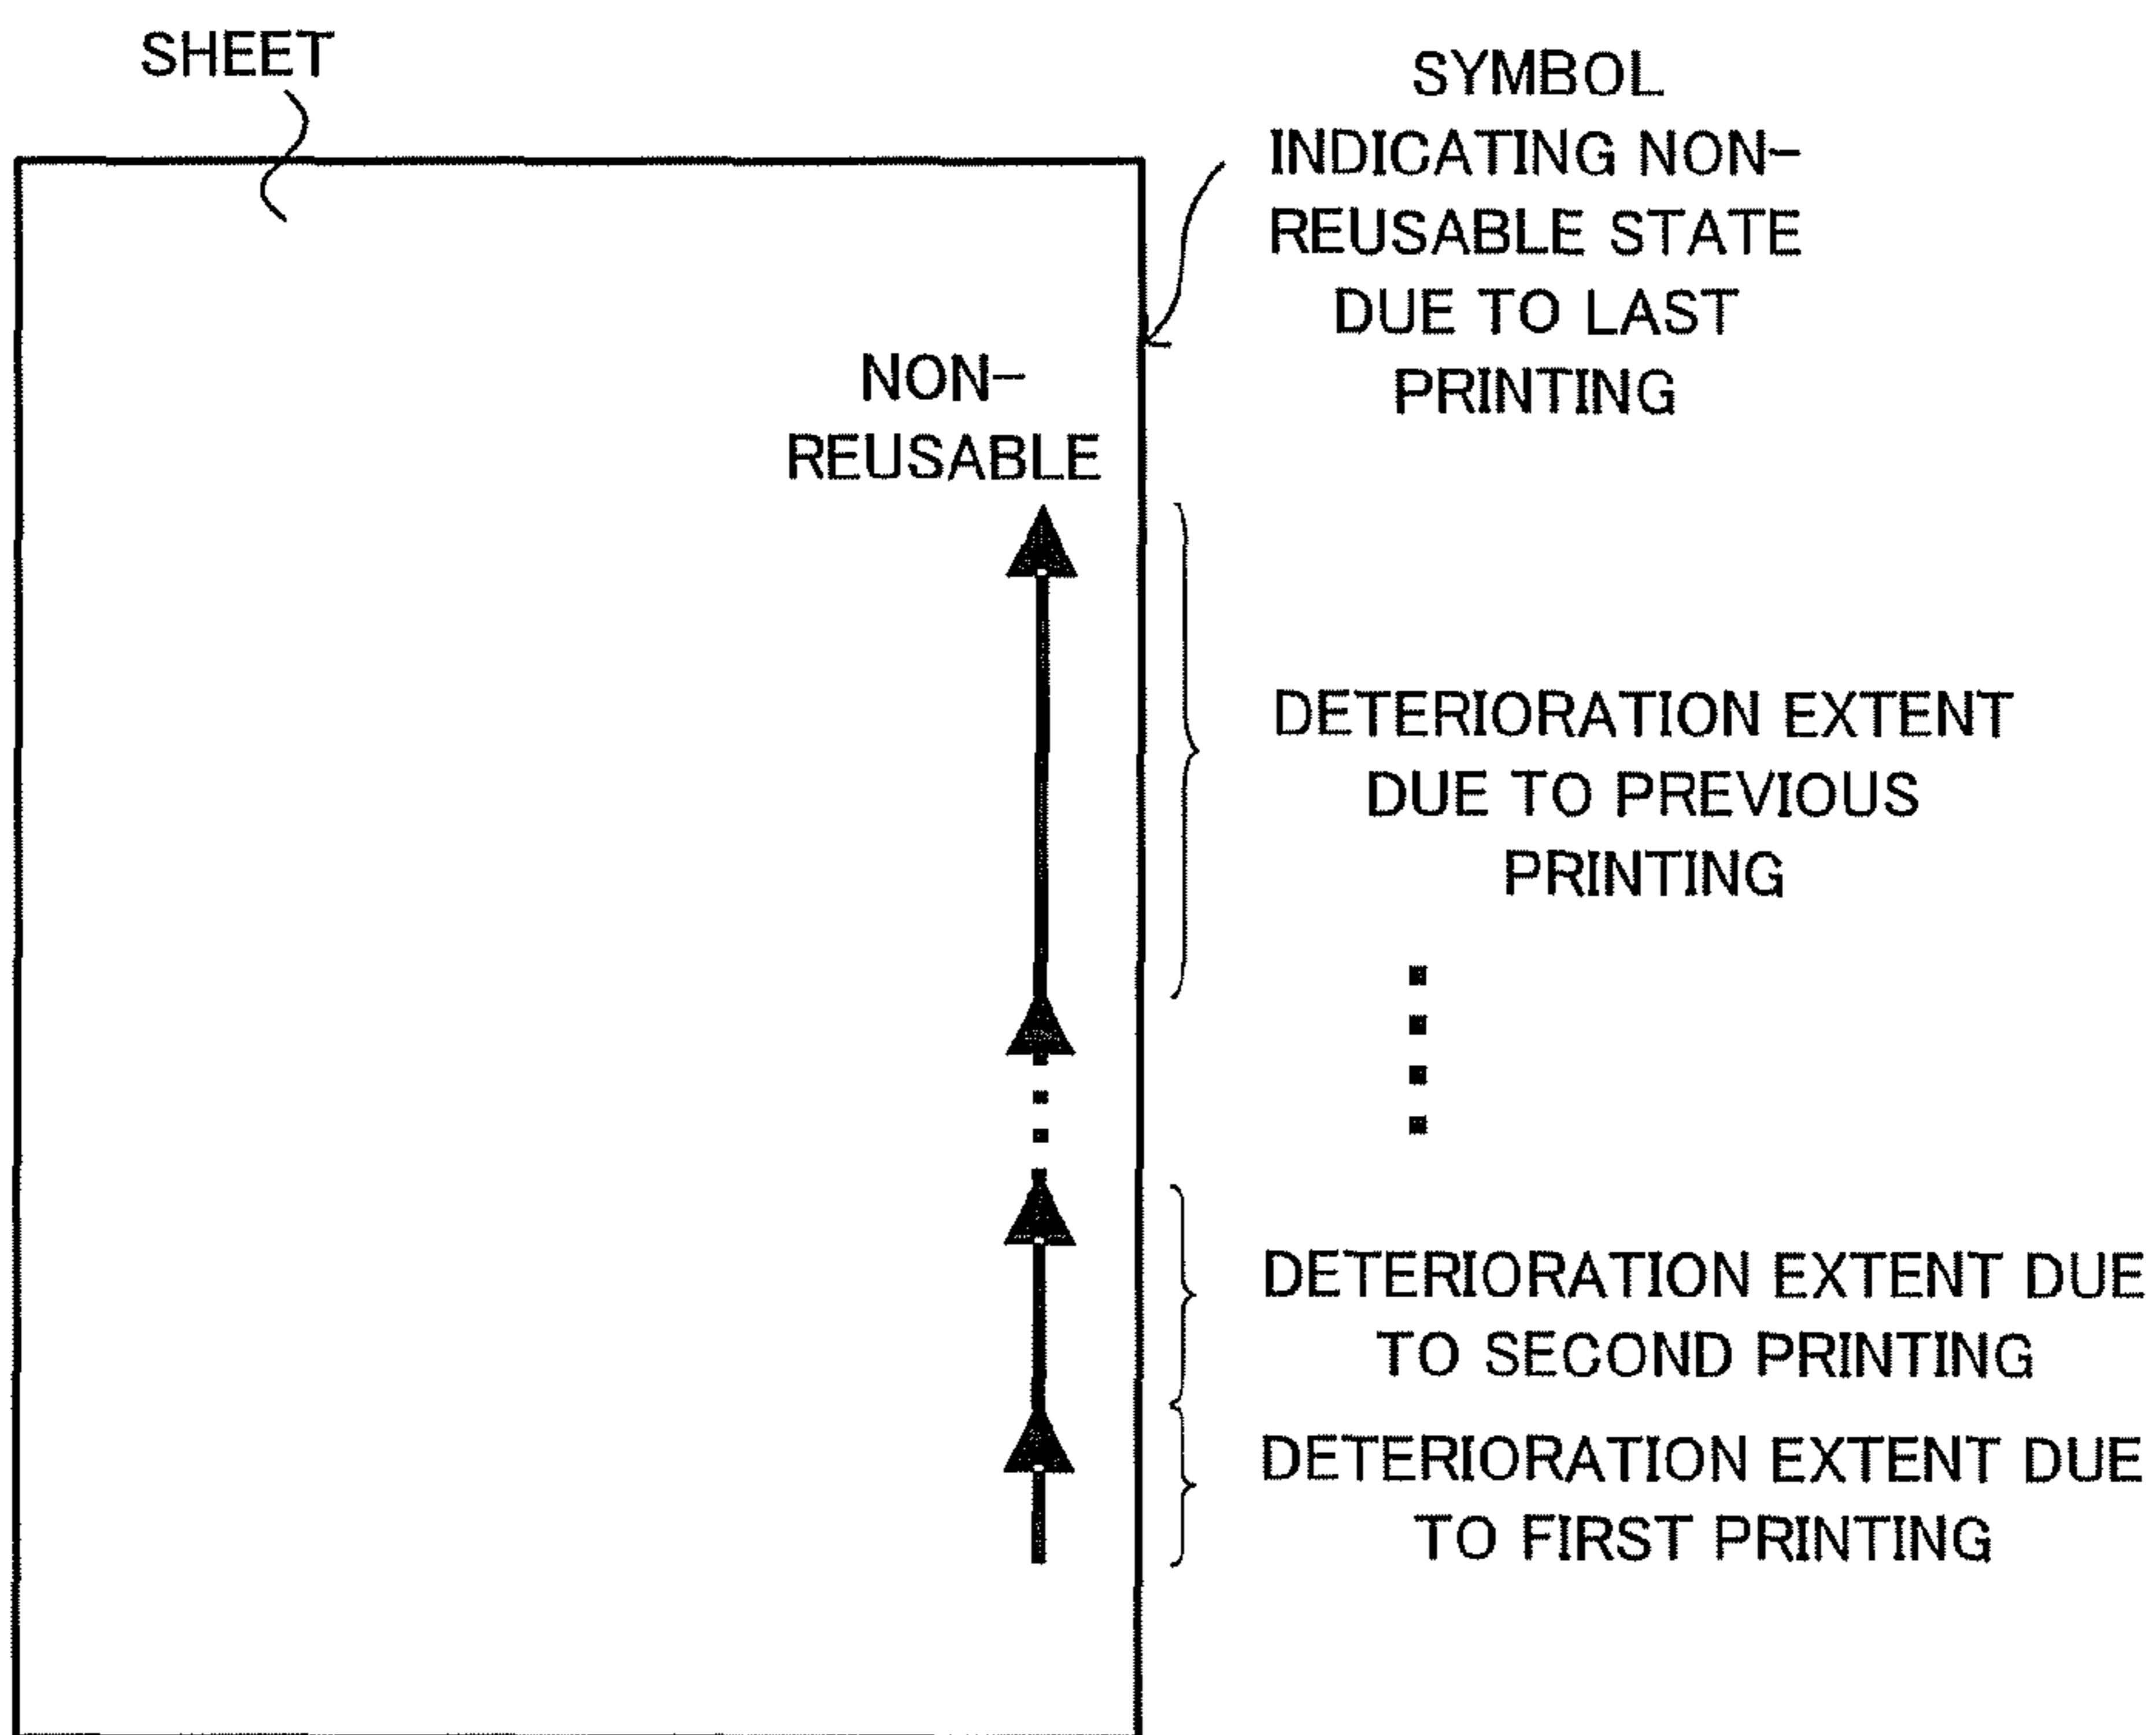 SHEET
SYMBOL
INDICATING NON-
REUSABLE STATE
DUE TO LAST
PRINTING
NON-
REUSABLE
DETERIORATION EXTENT
DUE TO PREVIOUS
PRINTING
DETERIORATION EXTENT DUE
TO SECOND PRINTING
DETERIORATION EXTENT DUE
TO FIRST PRINTING